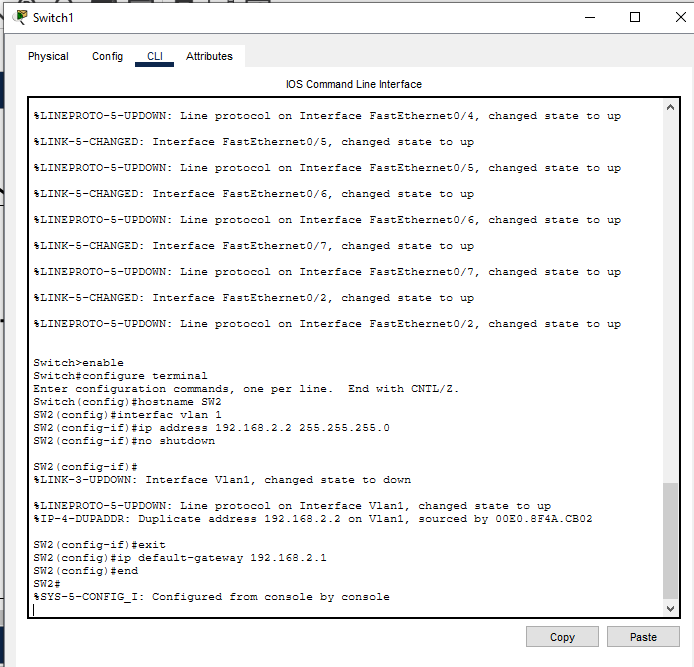 Switch1
Physical Config CLI Attributes
IOS Command Line Interface
%LINEPROTO-5-UPDOWN: Line protocol on Interface FastEthernet0/4, changed state to up
%LINK-5-CHANGED: Interface FastEthernet0/5, changed state to up
%LINEPROTO-5-UPDOWN: Line protocol on Interface FastEthernet0/5, changed state to up
%LINK-5-CHANGED: Interface FastEthernet0/6, changed state to up
%LINEPROTO-5-UPDOWN: Line protocol on Interface FastEthernet0/6, changed state to up
%LINK-5-CHANGED: Interface FastEthernet0/7, changed state to up
%LINEPROTO-5-UPDOWN: Line protocol on Interface FastEthernet0/7, changed state to up
%LINK-5-CHANGED: Interface FastEthernet0/2, changed state to up
%LINEPROTO-5-UPDOWN: Line protocol on Interface FastEthernet0/2, changed state to up
Switch>enable
Switch#configure terminal
Enter configuration commands, one per line. End with CNTL/Z.
Switch(config)#hostname SW2
SW2(config)#interfac vlan 1
SW2(config-if)#ip address 192.168.2.2 255.255.255.0
SW2(config-if)#no shutdown
SW2(config-if)#
%LINK-3-UPDOWN: Interface Vlan1, changed state to down
%LINEPROTO-5-UPDOWN: Line protocol on Interface Vlan1, changed state to up
%IP-4-DUPADDR: Duplicate address 192.168.2.2 on Vlan1, sourced by 00E0.8F4A.CB02
SW2(config-if)#exit
SW2(config)#ip default-gateway 192.168.2.1
SW2(config)#end
SW2#
%SYS-5-CONFIG_I: Configured from console by console
Copy Paste